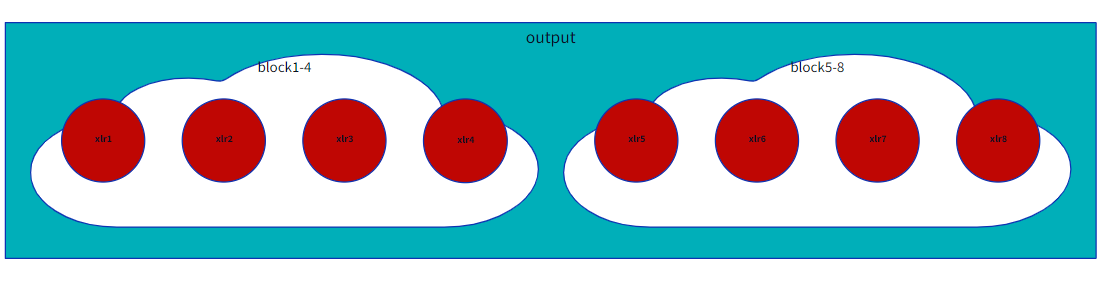 output
block1-4
block5-8
xlr1
xlr2
xlr3
xlr4
xlr5
xlr6
xlr7
xlr8